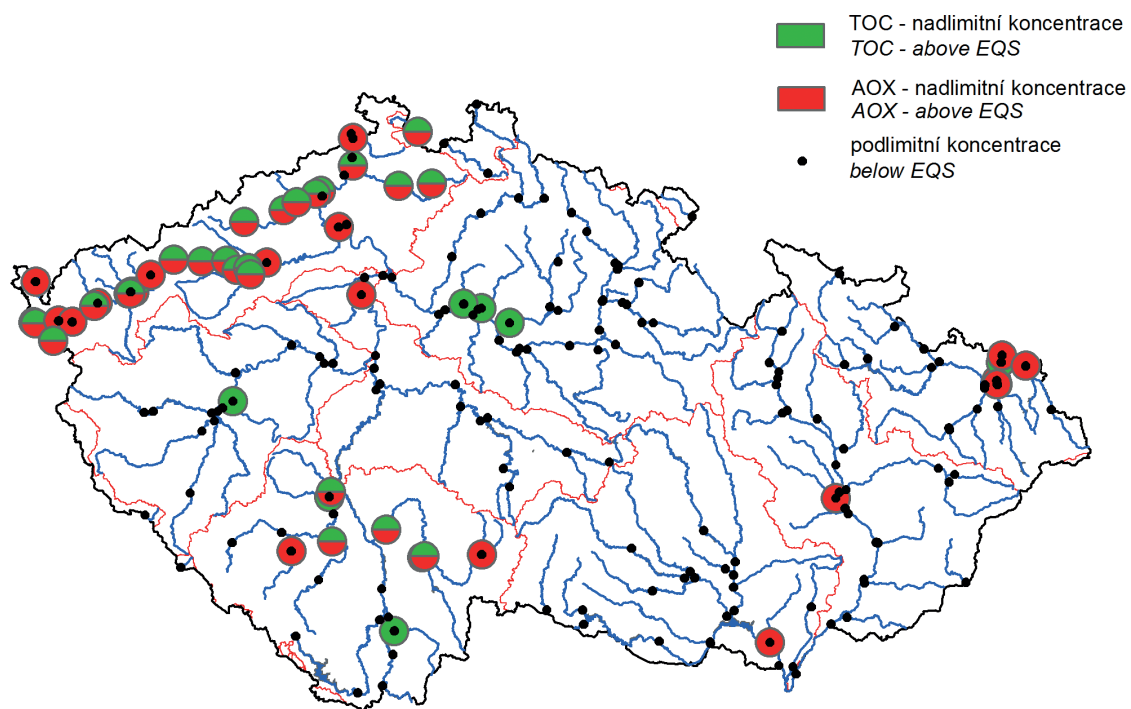 TOC - nadlimitní koncentrace
TOC - above EQS
AOX - nadlimitní koncentrace
AOX - above EQS
podlimitní koncentrace
below EQS